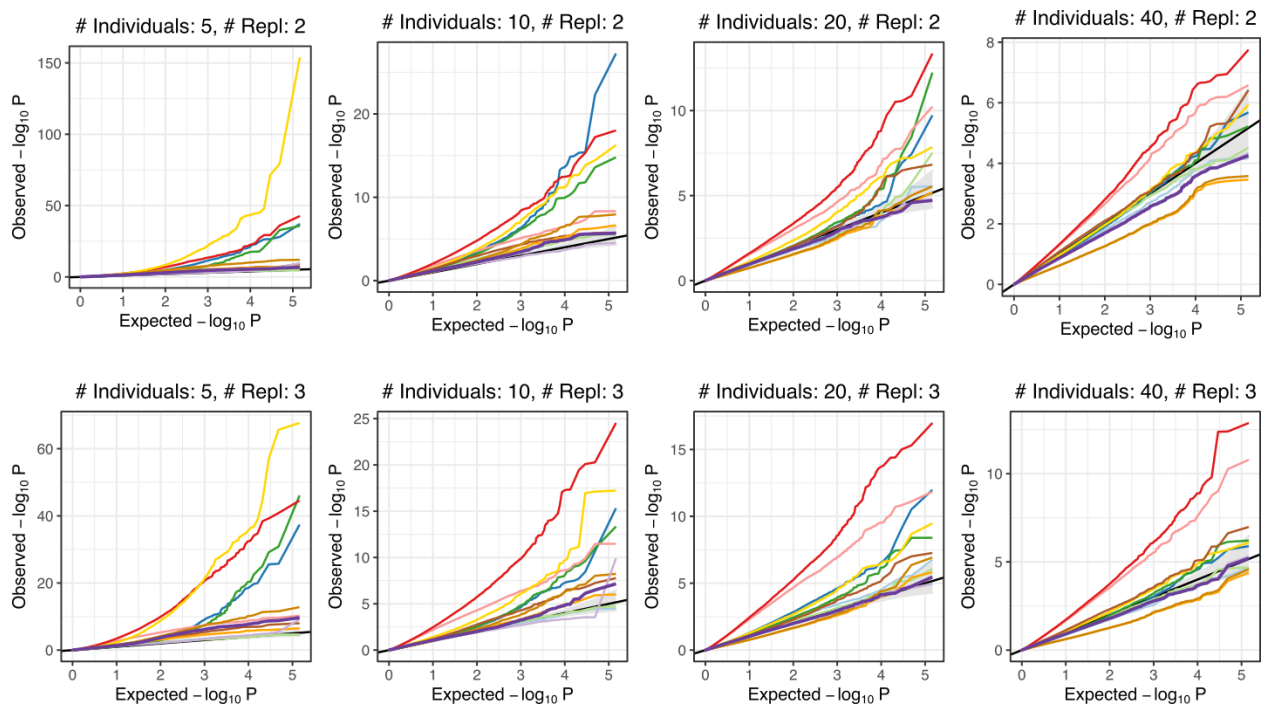 # Individuals: 5, # Repl: 2
# Individuals: 10, # Repl: 2
# Individuals: 20, # Repl: 2
# Individuals: 40, # Repl: 2
Observed −log₁₀ P
150
100
50
0
0 1 2 3 4 5
Expected −log₁₀ P
Observed −log₁₀ P
20
10
0
0 1 2 3 4 5
Expected −log₁₀ P
Observed −log₁₀ P
10
5
0
0 1 2 3 4 5
Expected −log₁₀ P
Observed −log₁₀ P
8
6
4
2
0
0 1 2 3 4 5
Expected −log₁₀ P
# Individuals: 5, # Repl: 3
# Individuals: 10, # Repl: 3
# Individuals: 20, # Repl: 3
# Individuals: 40, # Repl: 3
Observed −log₁₀ P
60
40
20
0
0 1 2 3 4 5
Expected −log₁₀ P
Observed −log₁₀ P
25
20
15
10
5
0
0 1 2 3 4 5
Expected −log₁₀ P
Observed −log₁₀ P
15
10
5
0
0 1 2 3 4 5
Expected −log₁₀ P
Observed −log₁₀ P
10
5
0
0 1 2 3 4 5
Expected −log₁₀ P